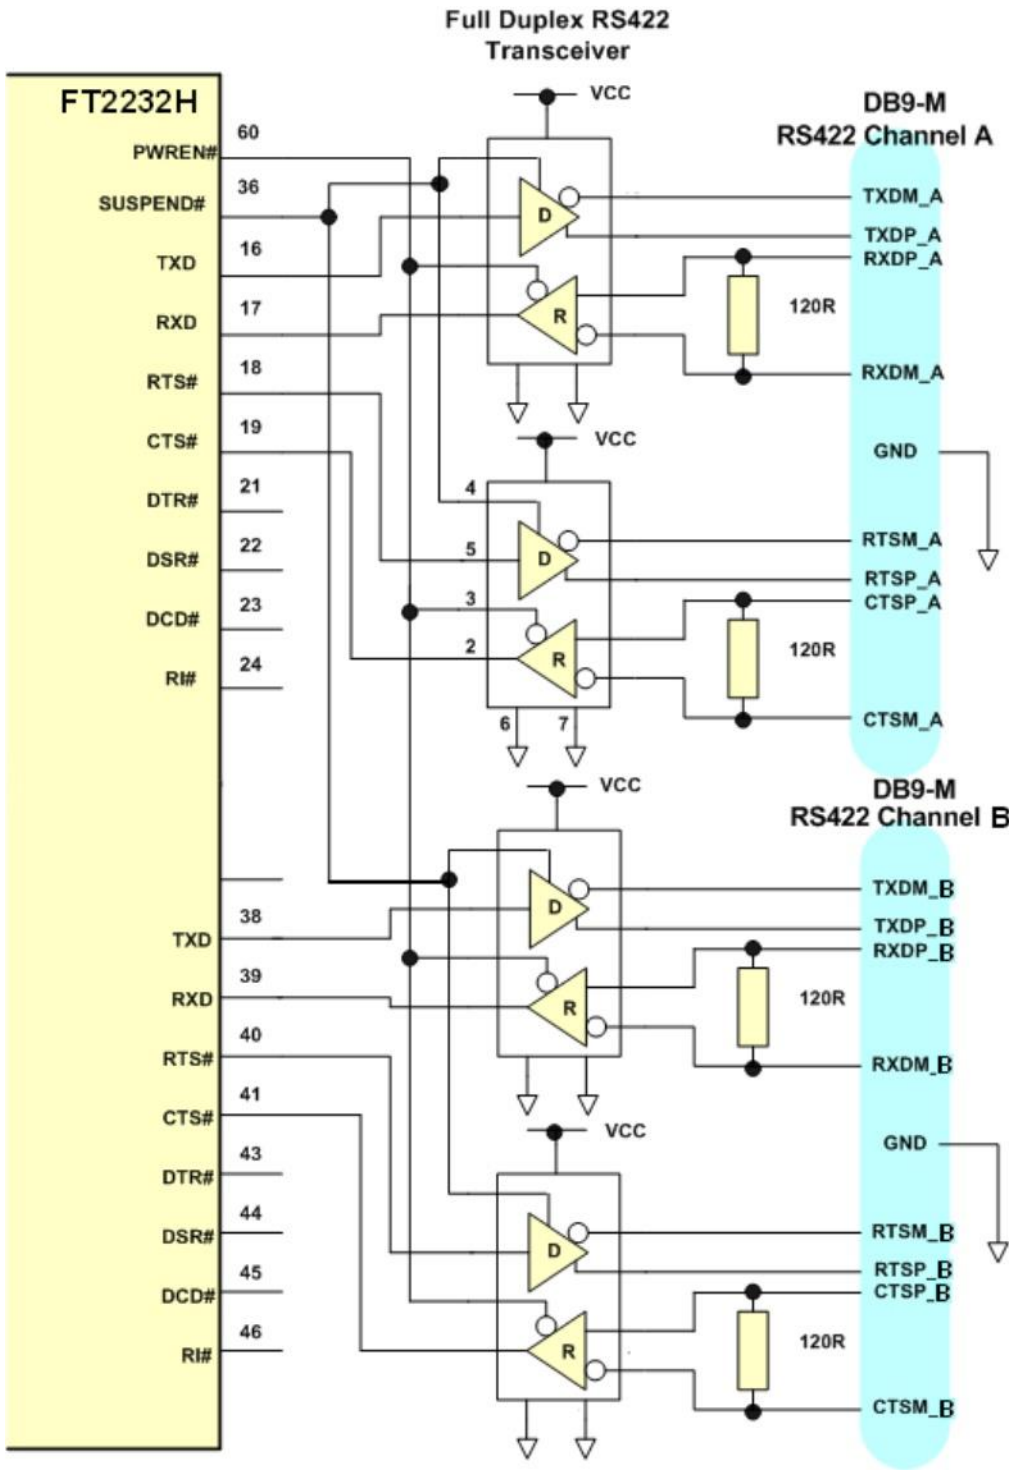 Full Duplex RS422
Transceiver
FT2232H
VCC
DB9-M
RS422 Channel A
60
PWREN#
36
SUSPEND#
16
TXD
17
RXD
18
RTS#
19
CTS#
21
DTR#
22
DSR#
23
DCD#
24
RI#
D
R
TXDM_A
TXDP_A
RXDP_A
120R
RXDM_A
GND
VCC
4
5
3
2
6
7
D
R
RTSM_A
RTSP_A
CTSP_A
120R
CTSM_A
DB9-M
RS422 Channel B
VCC
38
TXD
39
RXD
40
RTS#
41
CTS#
43
DTR#
44
DSR#
45
DCD#
46
RI#
D
R
TXDM_B
TXDP_B
RXDP_B
120R
RXDM_B
GND
VCC
D
R
RTSM_B
RTSP_B
CTSP_B
120R
CTSM_B